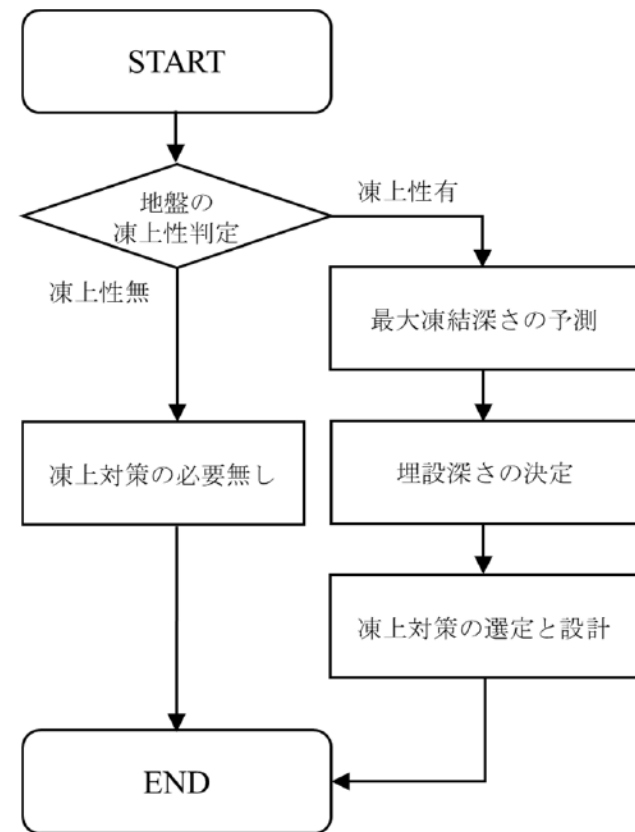 START
地盤の
凍上性判定
凍上性有
凍上性無
最大凍結深さの予測
凍上対策の必要無し
埋設深さの決定
凍上対策の選定と設計
END